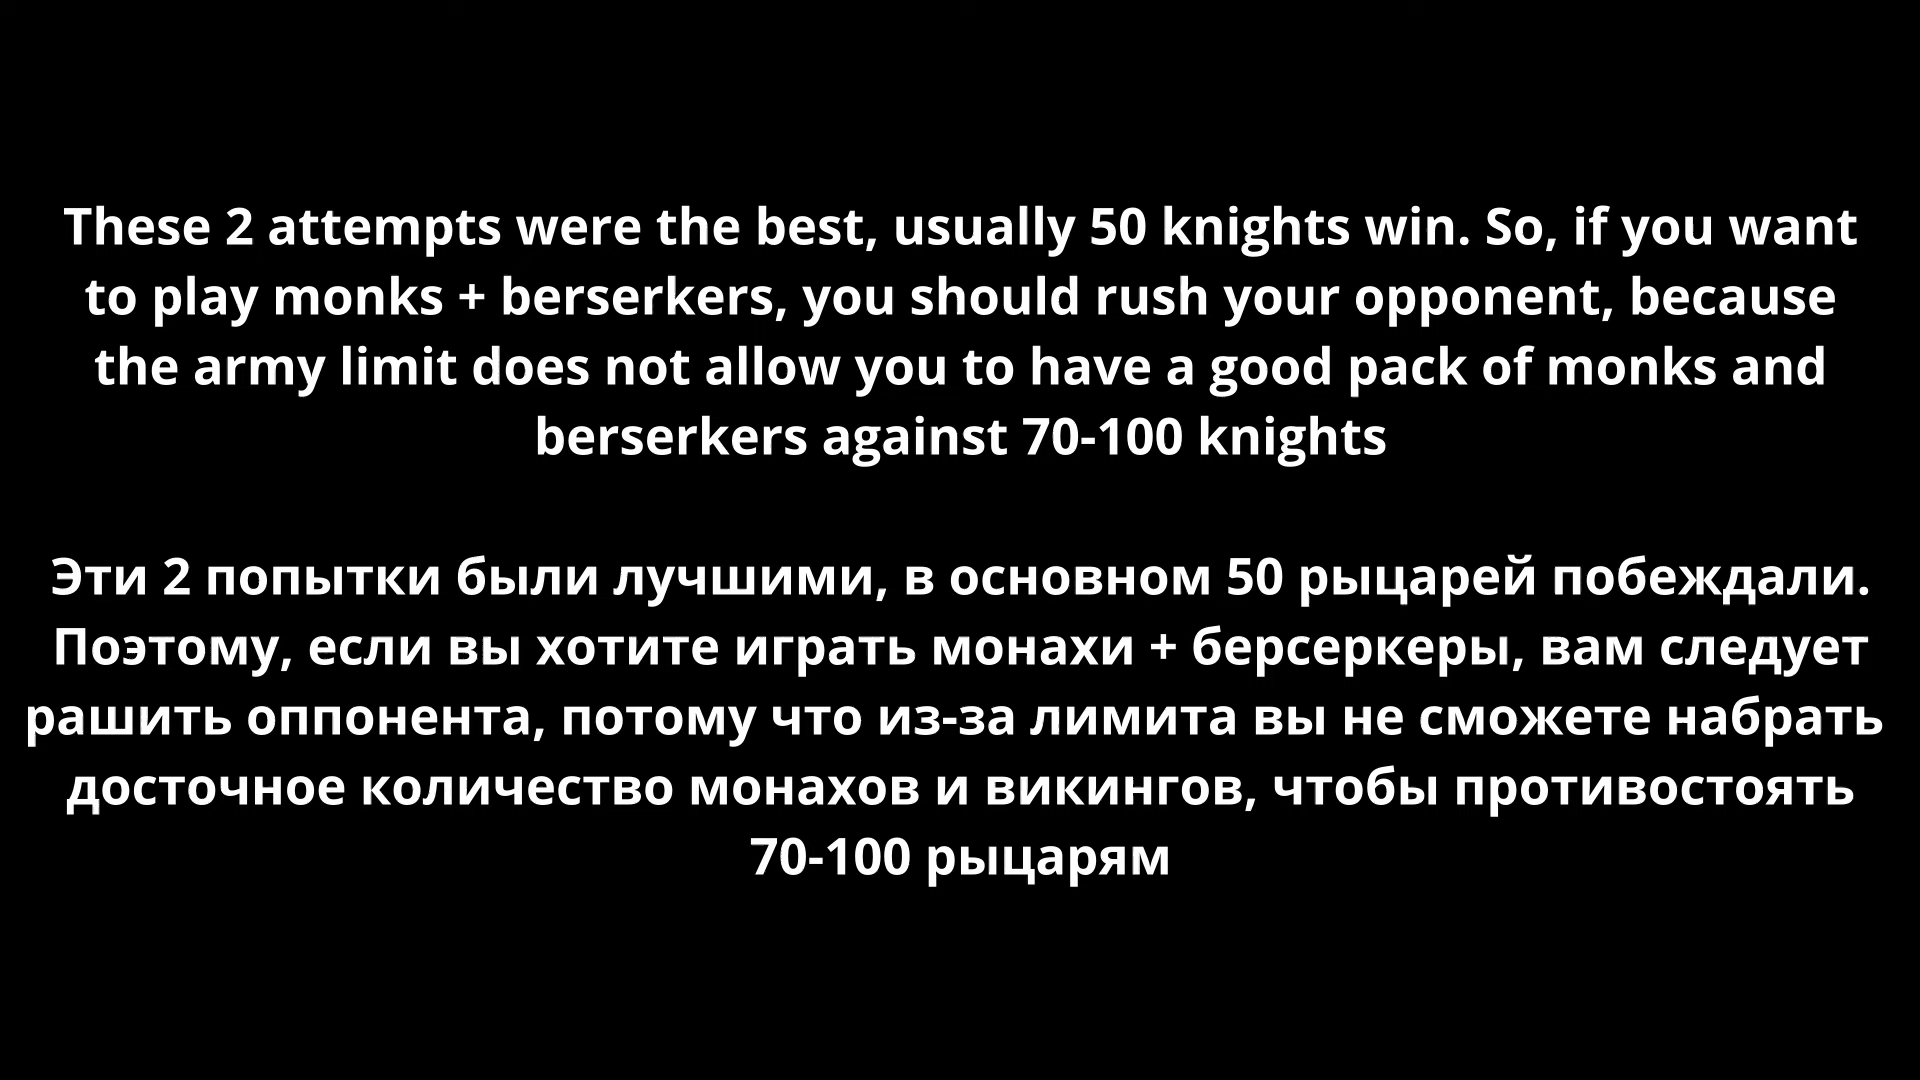 These 2 attempts were the best, usually 50 knights win. So, if you want
to play monks + berserkers, you should rush your opponent, because
the army limit does not allow you to have a good pack of monks and
berserkers against 70-100 knights
Эти 2 попытки были лучшими, в основном 50 рыцарей побеждали.
Поэтому, если вы хотите играть монахи + берсеркеры, вам следует
рашить оппонента, потому что из-за лимита вы не сможете набрать
досточное количество монахов и викингов, чтобы противостоять
70-100 рыцарям